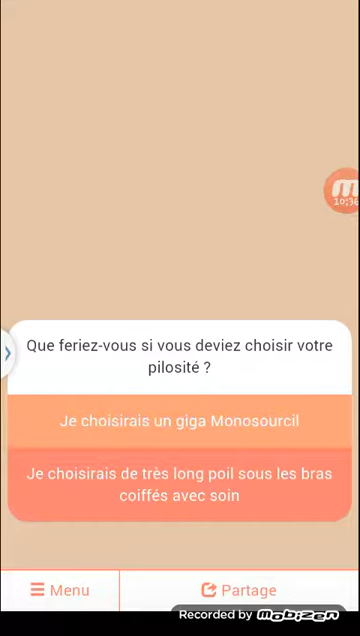 10:36
Que feriez-vous si vous deviez choisir votre
pilosité ?
Je choisirais un giga Monosourcil
Je choisirais de très long poil sous les bras
coiffés avec soin
Menu
Partage
Recorded by mobizen